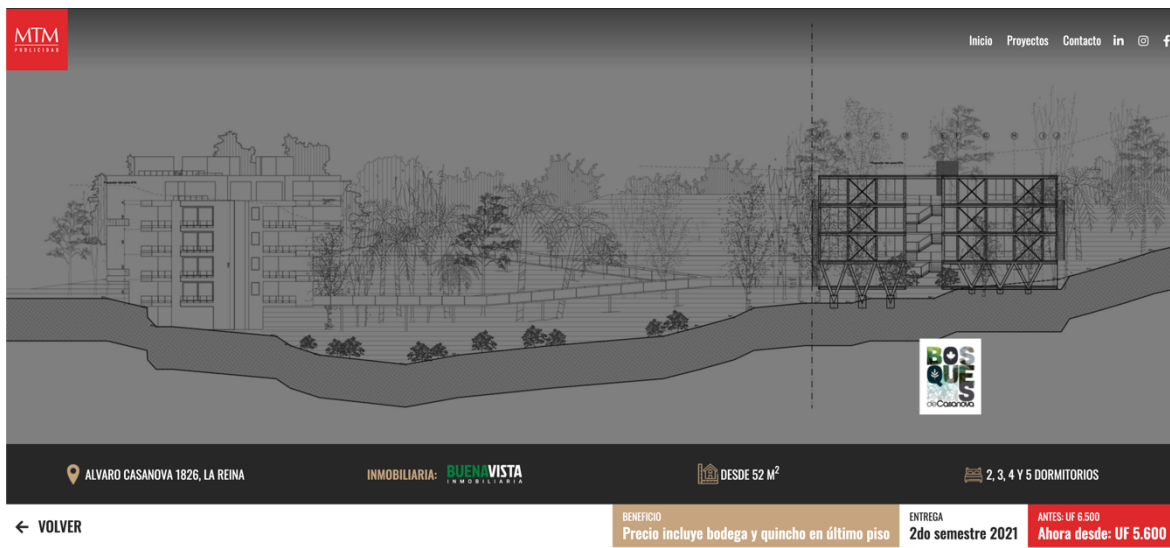 MTM
PUBLICIDAD
Inicio Proyectos Contacto in
BOS
QUE
S
deCasanova
ALVARO CASANOVA 1826, LA REINA
INMOBILIARIA: BUENAVISTA
INMOBILIARIA
DESDE 52 M²
2, 3, 4 Y 5 DORMITORIOS
← VOLVER
BENEFICIO
Precio incluye bodega y quincho en último piso
ENTREGA
2do semestre 2021
ANTES: UF 6.500
Ahora desde: UF 5.600